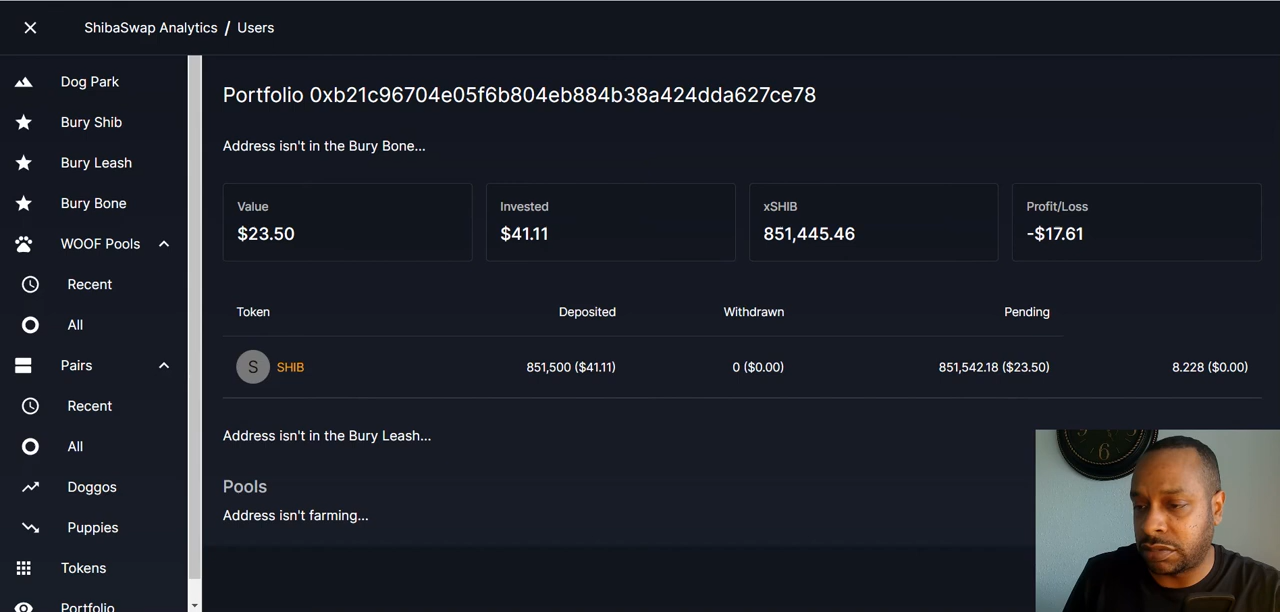 ShibaSwap Analytics / Users
Dog Park
Bury Shib
Bury Leash
Bury Bone
WOOF Pools
Recent
All
Pairs
Recent
All
Doggos
Puppies
Tokens
Portfolio
Portfolio 0xb21c96704e05f6b804eb884b38a424dda627ce78
Address isn't in the Bury Bone...
Value
$23.50
Invested
$41.11
xSHIB
851,445.46
Profit/Loss
-$17.61
Token Deposited Withdrawn Pending
S SHIB 851,500 ($41.11) 0 ($0.00) 851,542.18 ($23.50) 8.228 ($0.00)
Address isn't in the Bury Leash...
Pools
Address isn't farming...
6